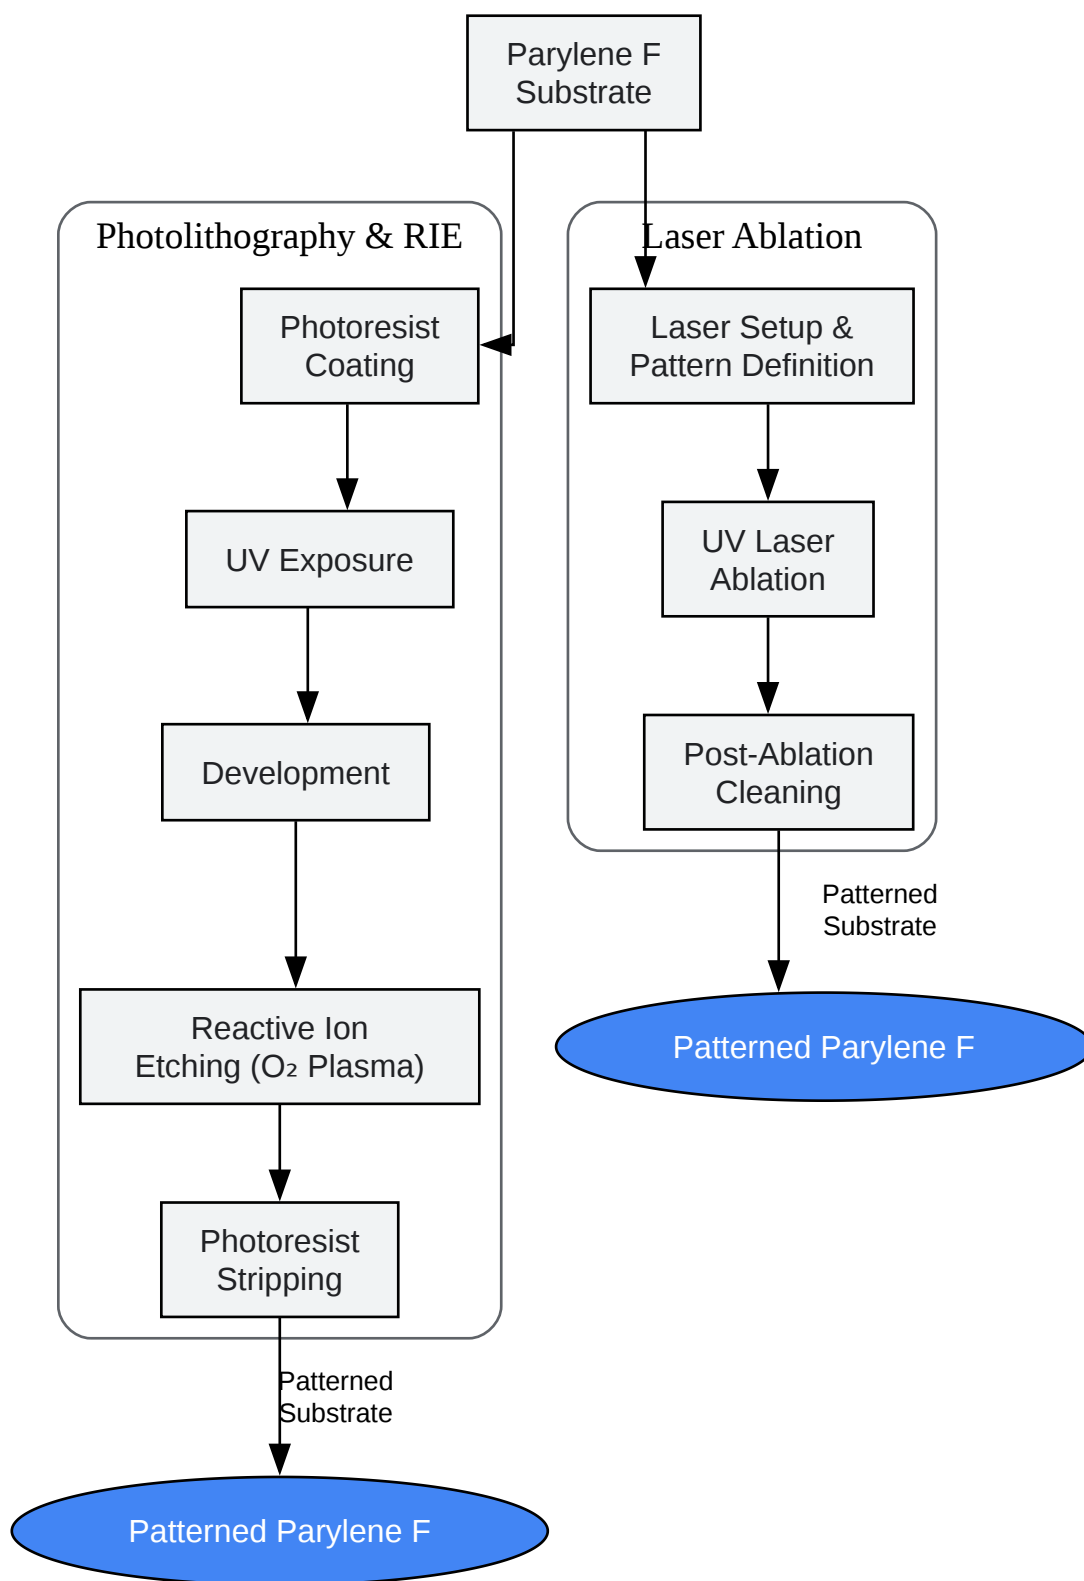 Parylene F
Substrate
Photolithography & RIE
Photoresist
Coating
UV Exposure
Development
Reactive Ion
Etching (O₂ Plasma)
Photoresist
Stripping
Patterned
Substrate
Patterned Parylene F
Laser Ablation
Laser Setup &
Pattern Definition
UV Laser
Ablation
Post-Ablation
Cleaning
Patterned
Substrate
Patterned Parylene F